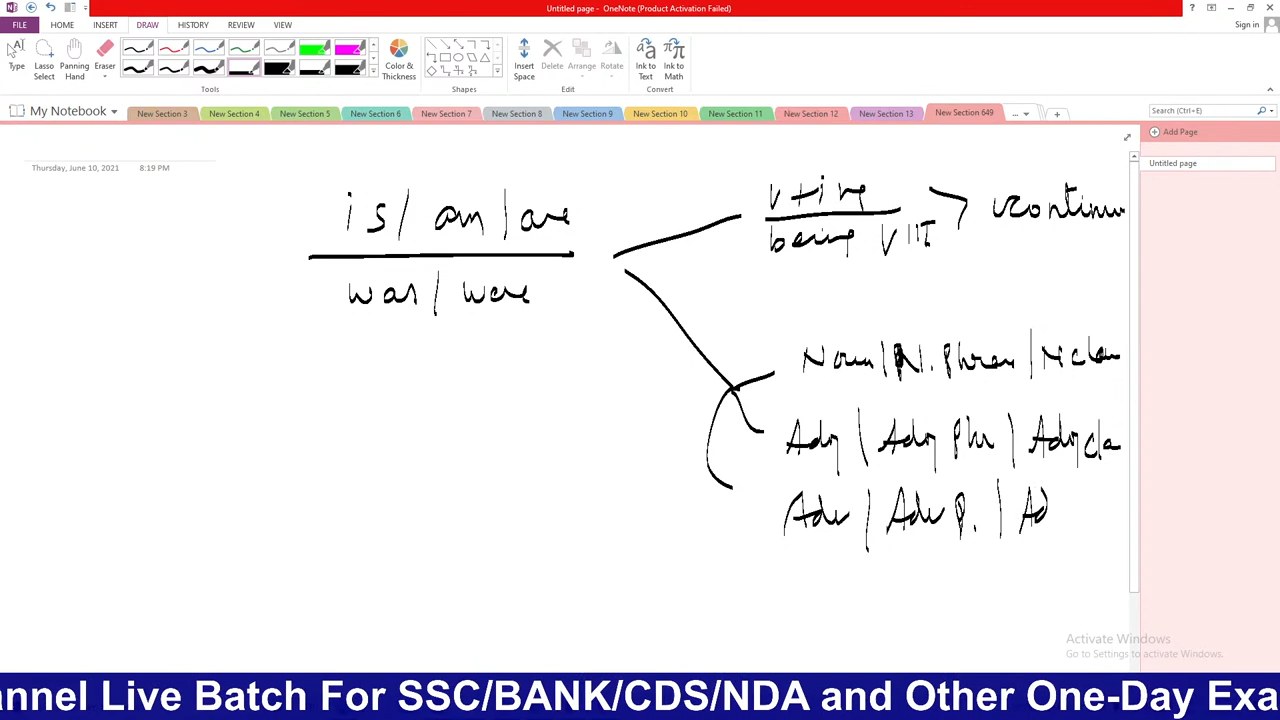 Untitled page - OneNote (Product Activation Failed)
FILE HOME INSERT DRAW HISTORY REVIEW VIEW
Sign in
Type
Lasso Select
Panning Hand
Eraser
Color & Thickness
Insert Space
Delete
Arrange
Rotate
Ink to Text
Ink to Math
Tools Shapes Edit Convert
My Notebook New Section 3 New Section 4 New Section 5 New Section 6 New Section 7 New Section 8 New Section 9 New Section 10 New Section 11 New Section 12 New Section 13 New Section 649 ...
Search (Ctrl+E)
Add Page
Untitled page
Thursday, June 10, 2021 8:19 PM
is/ am/are
was/ were
V+ing
being VIII
continu
Noun/N. Phrase/N cla
Adj/Adj Phr/Adj cla
Adv/Adv P./Ad
Activate Windows
Go to Settings to activate Windows.
annel Live Batch For SSC/BANK/CDS/NDA and Other One-Day Exa